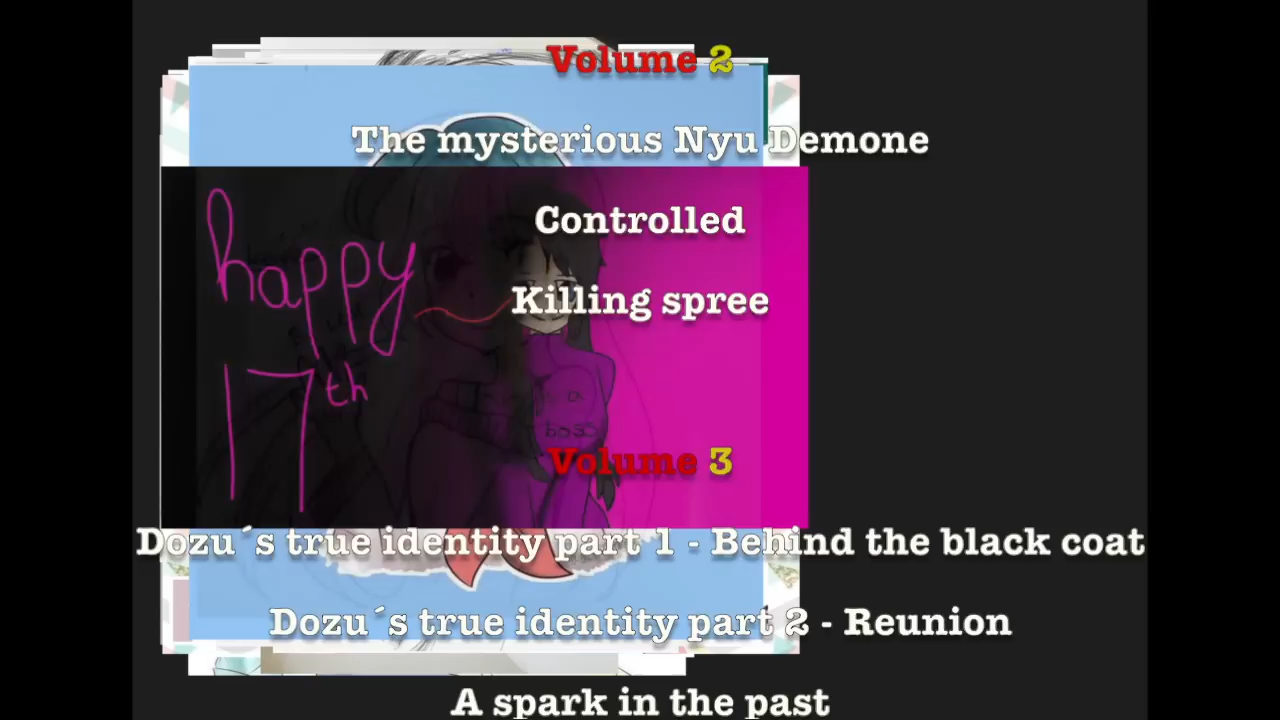 Volume 2
The mysterious Nyu Demone
Controlled
Killing spree
happy
17th
a
boss
Volume 3
Dozu´s true identity part 1 - Behind the black coat
Dozu´s true identity part 2 - Reunion
A spark in the past